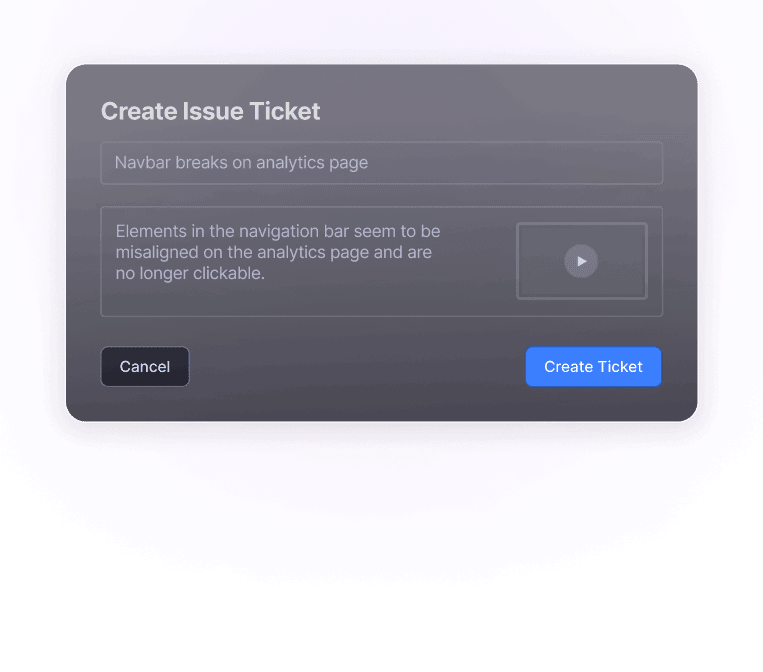 Create Issue Ticket
Navbar breaks on analytics page
Elements in the navigation bar seem to be
misaligned on the analytics page and are
no longer clickable.
Cancel
Create Ticket